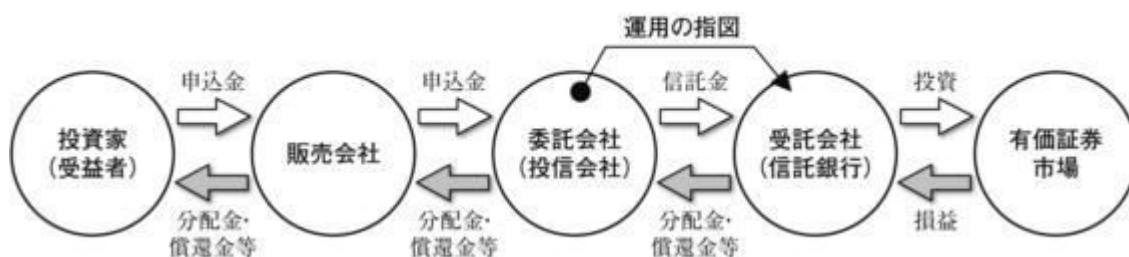 運用の指図
申込金
申込金
信託金
投資
投資家
(受益者)
販売会社
委託会社
(投信会社)
受託会社
(信託銀行)
有価証券
市場
分配金・
償還金等
分配金・
償還金等
分配金・
償還金等
損益